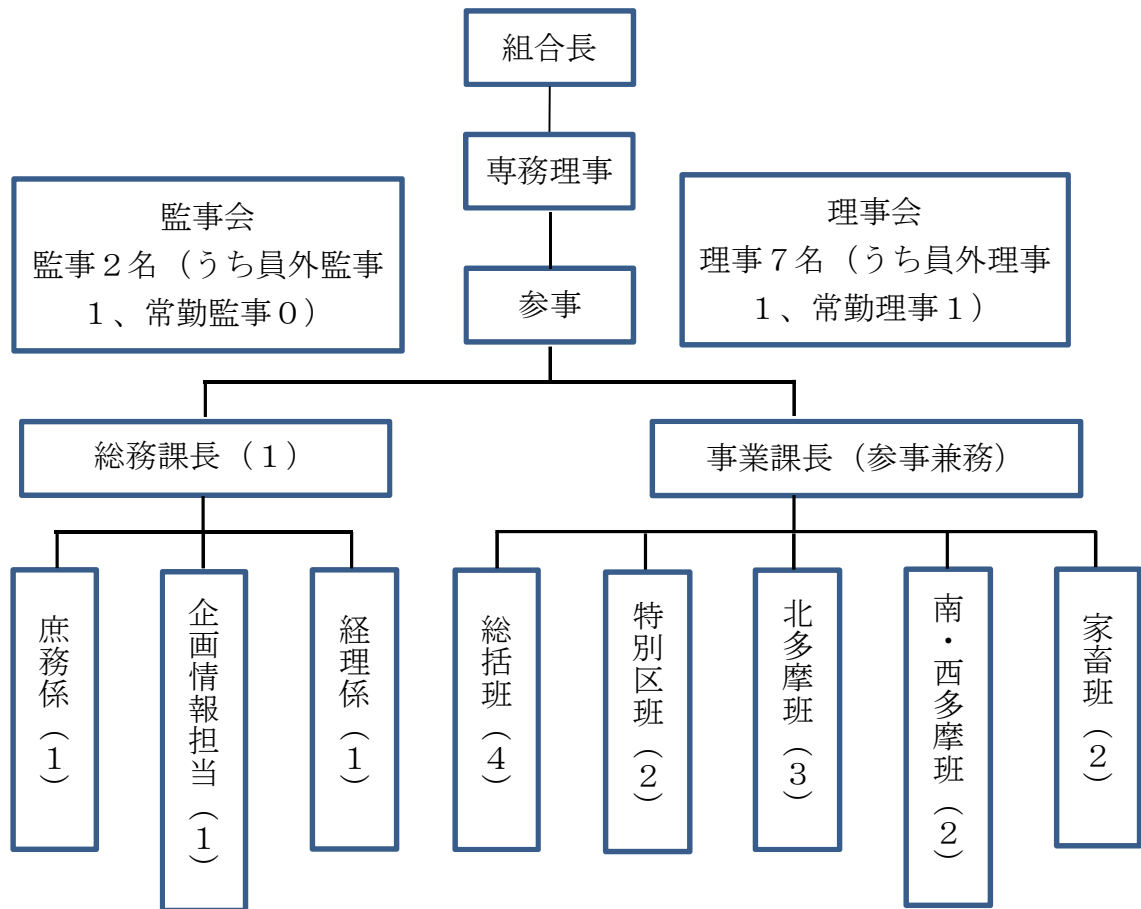 組合長
専務理事
監事会
監事２名（うち員外監事
１、常勤監事０）
理事会
理事７名（うち員外理事
１、常勤理事１）
参事
総務課長（１）
事業課長（参事兼務）
庶務係（１）
企画情報担当（１）
経理係（１）
総括班（４）
特別区班（２）
北多摩班（３）
南・西多摩班（２）
家畜班（２）